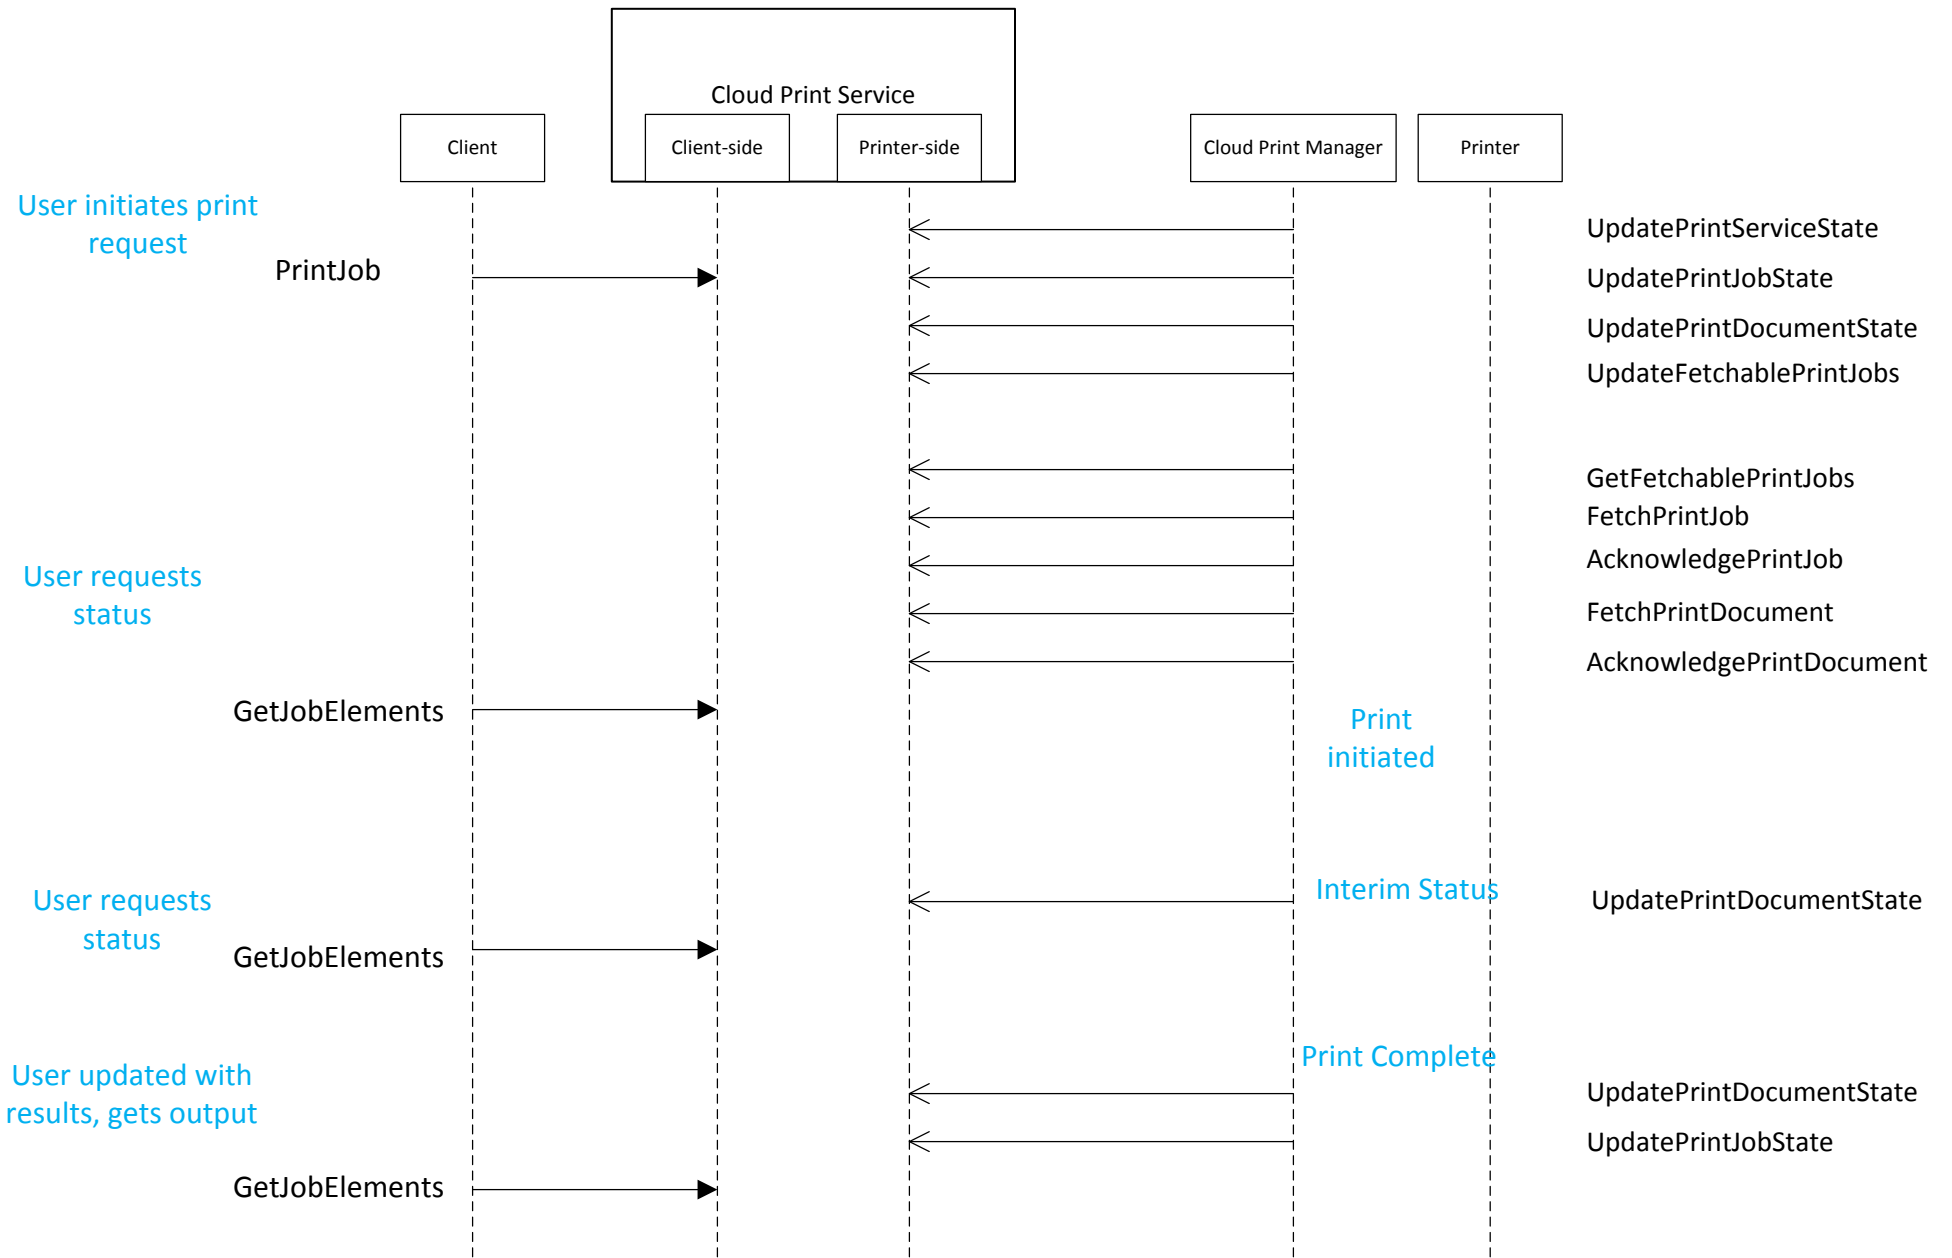 Cloud Print Service
Client
Client-side
Printer-side
Cloud Print Manager
Printer
User initiates print
request
UpdatePrintServiceState
PrintJob
UpdatePrintJobState
UpdatePrintDocumentState
UpdateFetchablePrintJobs
GetFetchablePrintJobs
FetchPrintJob
AcknowledgePrintJob
User requests
status
FetchPrintDocument
AcknowledgePrintDocument
GetJobElements
Print
initiated
Interim Status
UpdatePrintDocumentState
User requests
status
GetJobElements
Print Complete
User updated with
results, gets output
UpdatePrintDocumentState
UpdatePrintJobState
GetJobElements